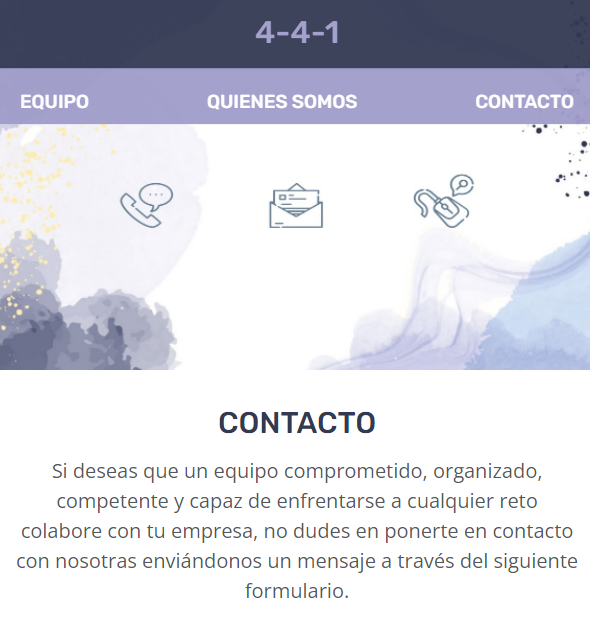 4-4-1
EQUIPO QUIENES SOMOS CONTACTO
CONTACTO
Si deseas que un equipo comprometido, organizado,
competente y capaz de enfrentarse a cualquier reto
colabore con tu empresa, no dudes en ponerte en contacto
con nosotras enviándonos un mensaje a través del siguiente
formulario.